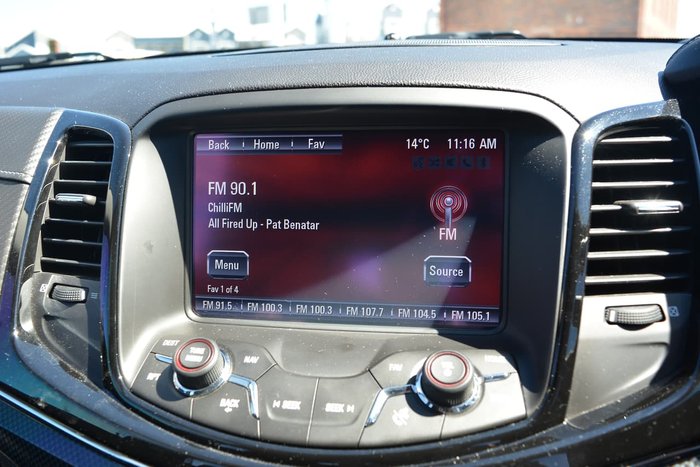 Back Home Fav 14°C 11:16 AM
FM 90.1
ChilliFM
All Fired Up - Pat Benatar
FM
Menu Source
Fav 1 of 4
FM 91.5 FM 100.3 FM 100.3 FM 107.7 FM 104.5 FM 105.1
DEST NAV
BACK SEEK SEEK FAV